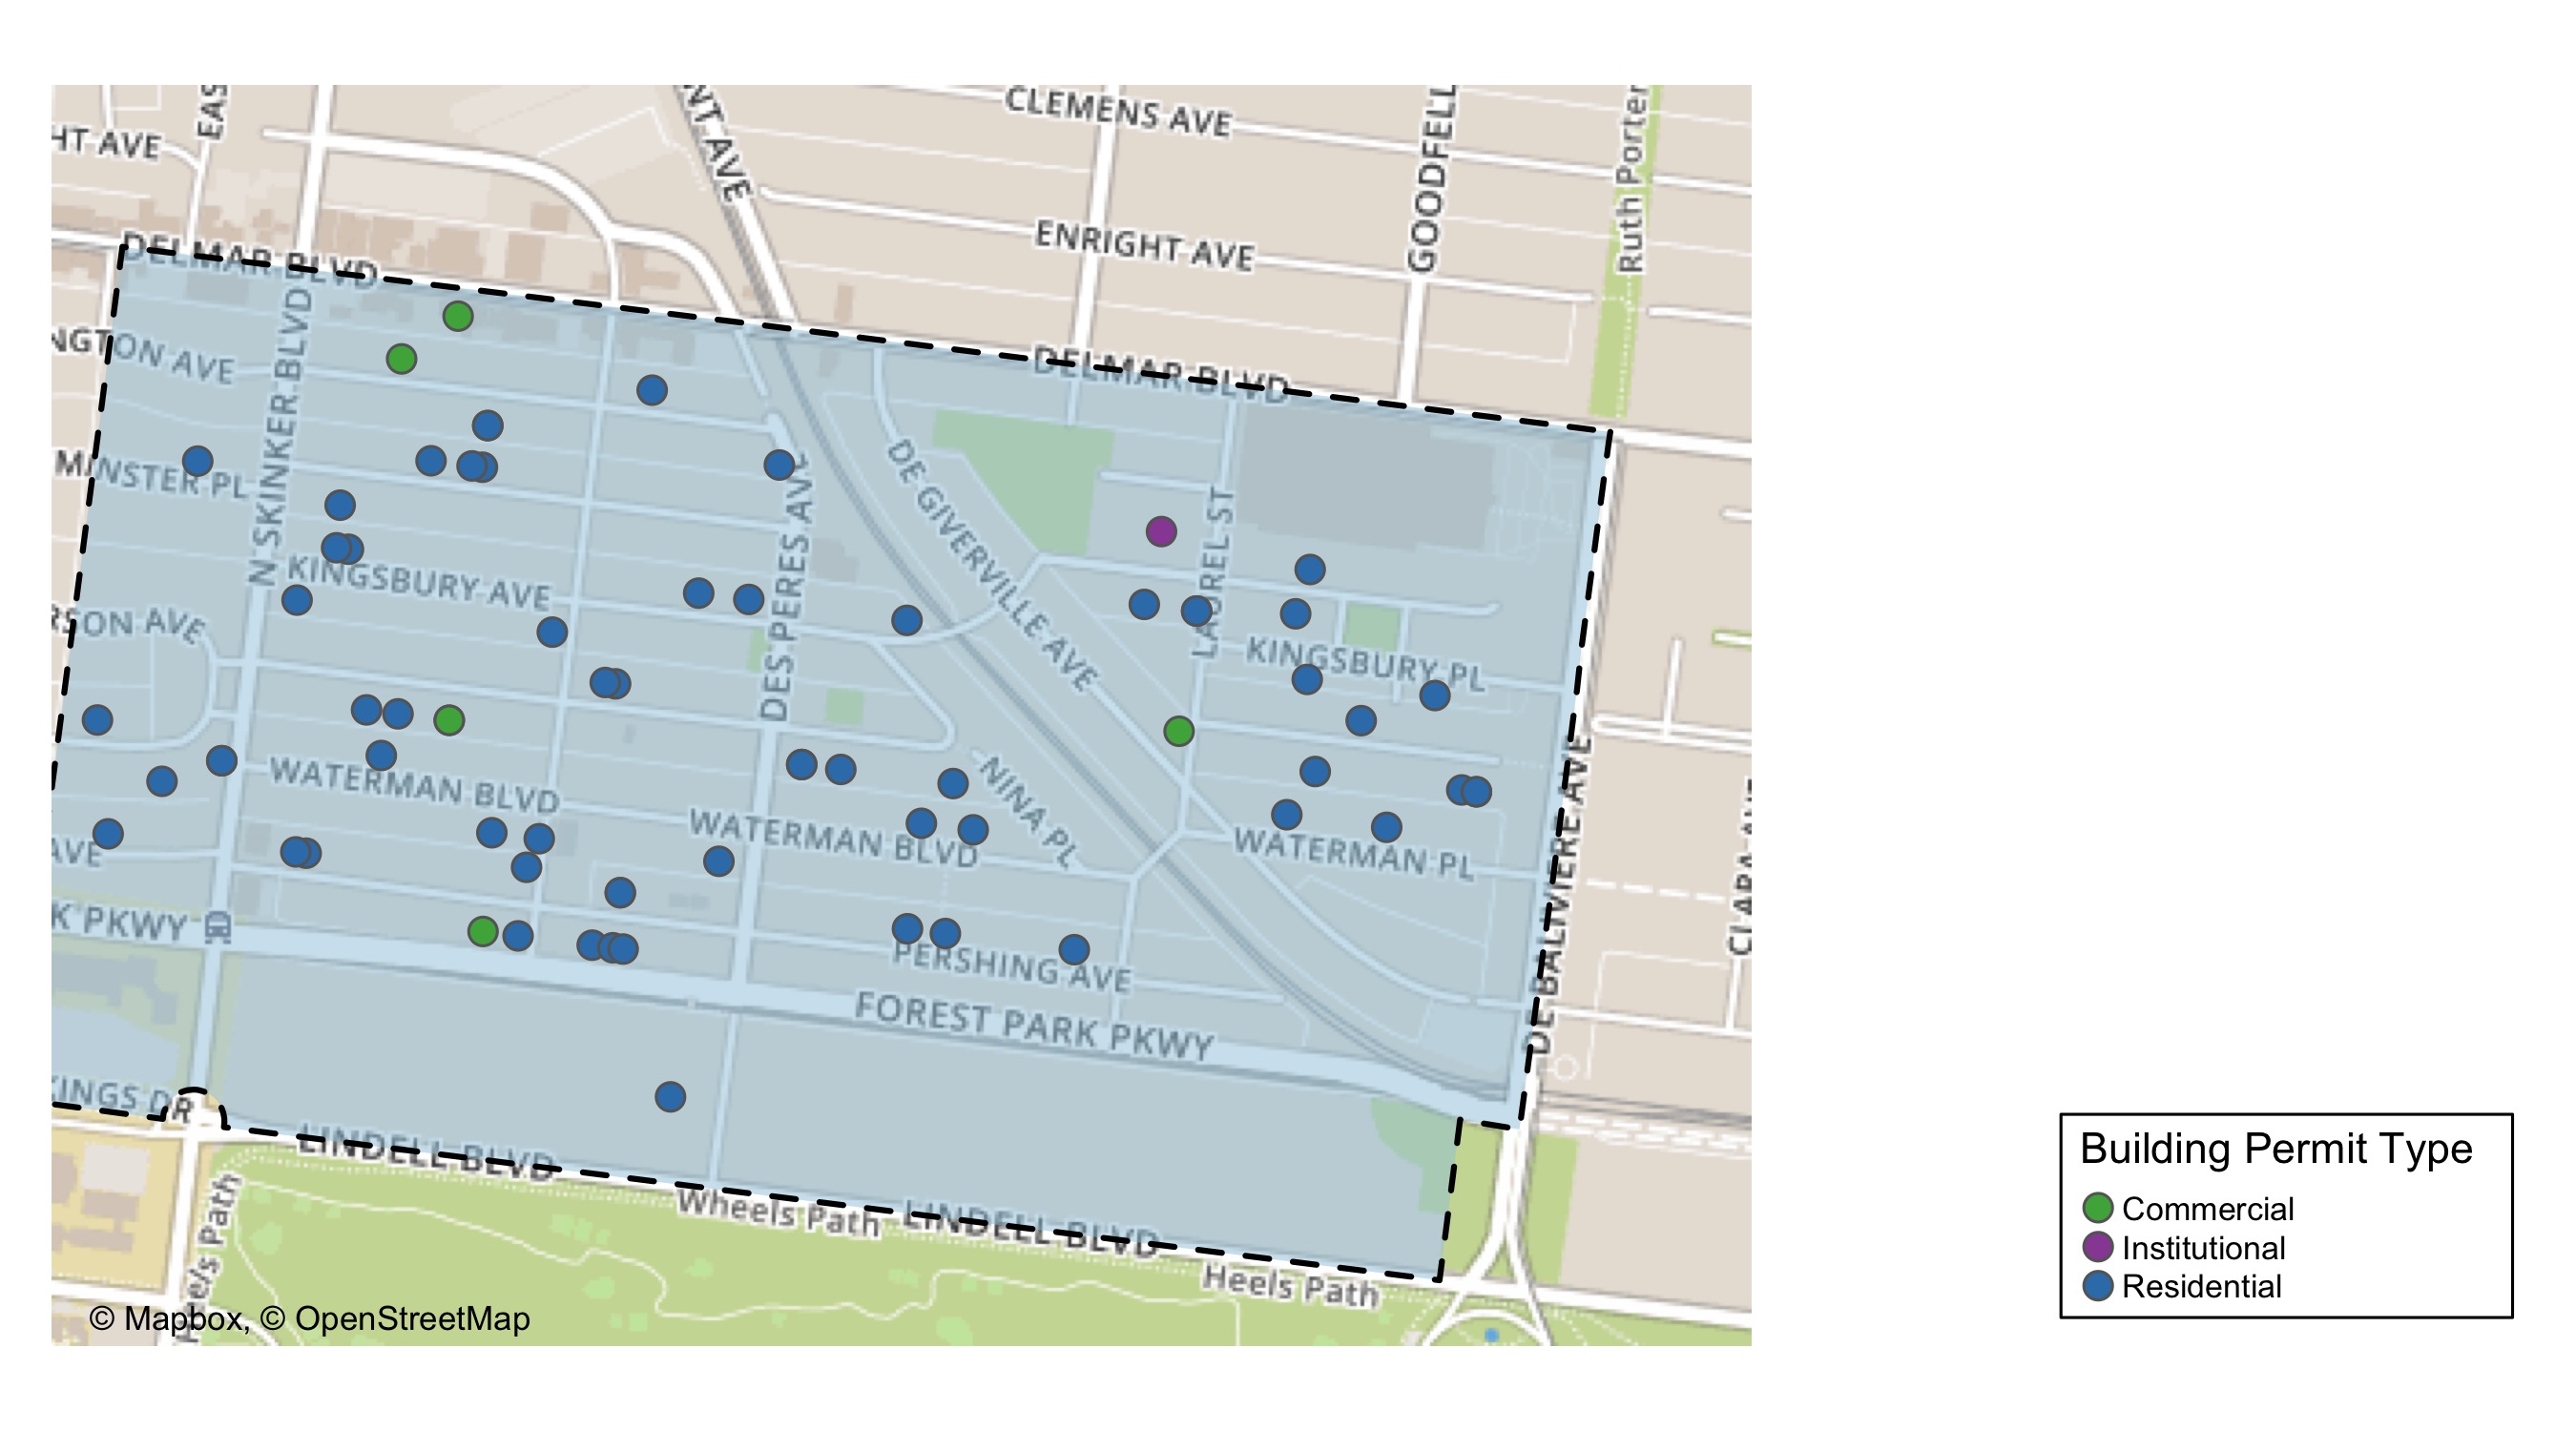 CLEMENS AVE
HT AVE
EAS
NT AVE
GOODFELL
Ruth Porter
ENRIGHT AVE
DELMAR BLVD
DELMAR BLVD
NGTON AVE
N SKINKER BLVD
MINSTER PL
DE GIVERVILLE AVE
DES PERES AVE
LAUREL ST
KINGSBURY AVE
RSON AVE
KINGSBURY PL
WATERMAN BLVD
WATERMAN BLVD
NINA PL
WATERMAN PL
DE BALIVIERE AVE
CLARA AVE
AVE
K PKWY
PERSHING AVE
FOREST PARK PKWY
KINGS DR
LINDELL BLVD
Wheels Path
LINDELL BLVD
Heels Path
Heels Path
© Mapbox, © OpenStreetMap
Building Permit Type
Commercial
Institutional
Residential